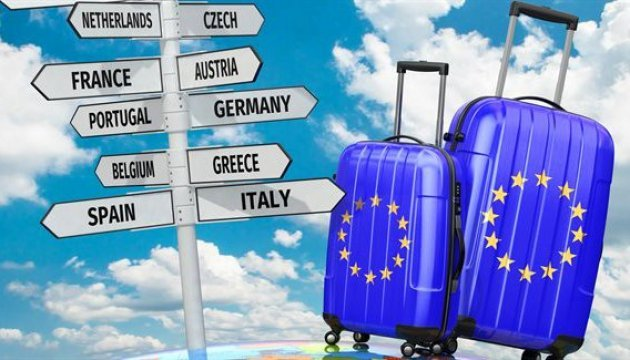 NETHERLANDS
CZECH
FRANCE
AUSTRIA
PORTUGAL
GERMANY
BELGIUM
GREECE
SPAIN
ITALY